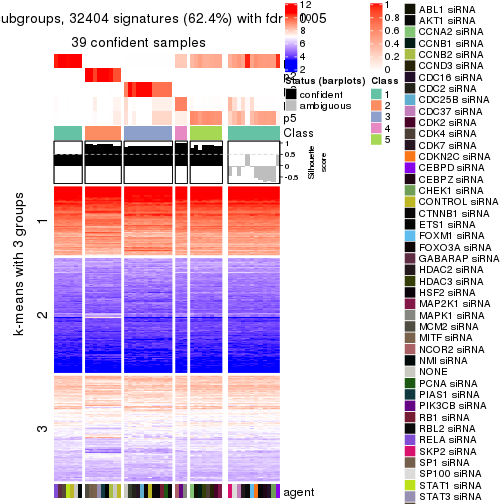 ubgroups, 32404 signatures (62.4%) with fdr 0.05
39 confident samples
p5
Class
1
0.5
0
-0.5
Silhouette
score
k-means with 3 groups
1
2
3
agent
12
10
8
6
4
2
Status (barplots)
confident
ambiguous
1
0.8
0.6
0.4
0.2
0
Class
1
2
3
4
5
ABL1 siRNA
AKT1 siRNA
CCNA2 siRNA
CCNB1 siRNA
CCNB2 siRNA
CCND3 siRNA
CDC16 siRNA
CDC2 siRNA
CDC25B siRNA
CDC37 siRNA
CDK2 siRNA
CDK4 siRNA
CDK7 siRNA
CDKN2C siRNA
CEBPD siRNA
CEBPZ siRNA
CHEK1 siRNA
CONTROL siRNA
CTNNB1 siRNA
ETS1 siRNA
FOXM1 siRNA
FOXO3A siRNA
GABARAP siRNA
HDAC2 siRNA
HDAC3 siRNA
HSF2 siRNA
MAP2K1 siRNA
MAPK1 siRNA
MCM2 siRNA
MITF siRNA
NCOR2 siRNA
NMI siRNA
NONE
PCNA siRNA
PIAS1 siRNA
PIK3CB siRNA
RB1 siRNA
RBL2 siRNA
RELA siRNA
SKP2 siRNA
SP1 siRNA
SP100 siRNA
STAT1 siRNA
STAT3 siRNA